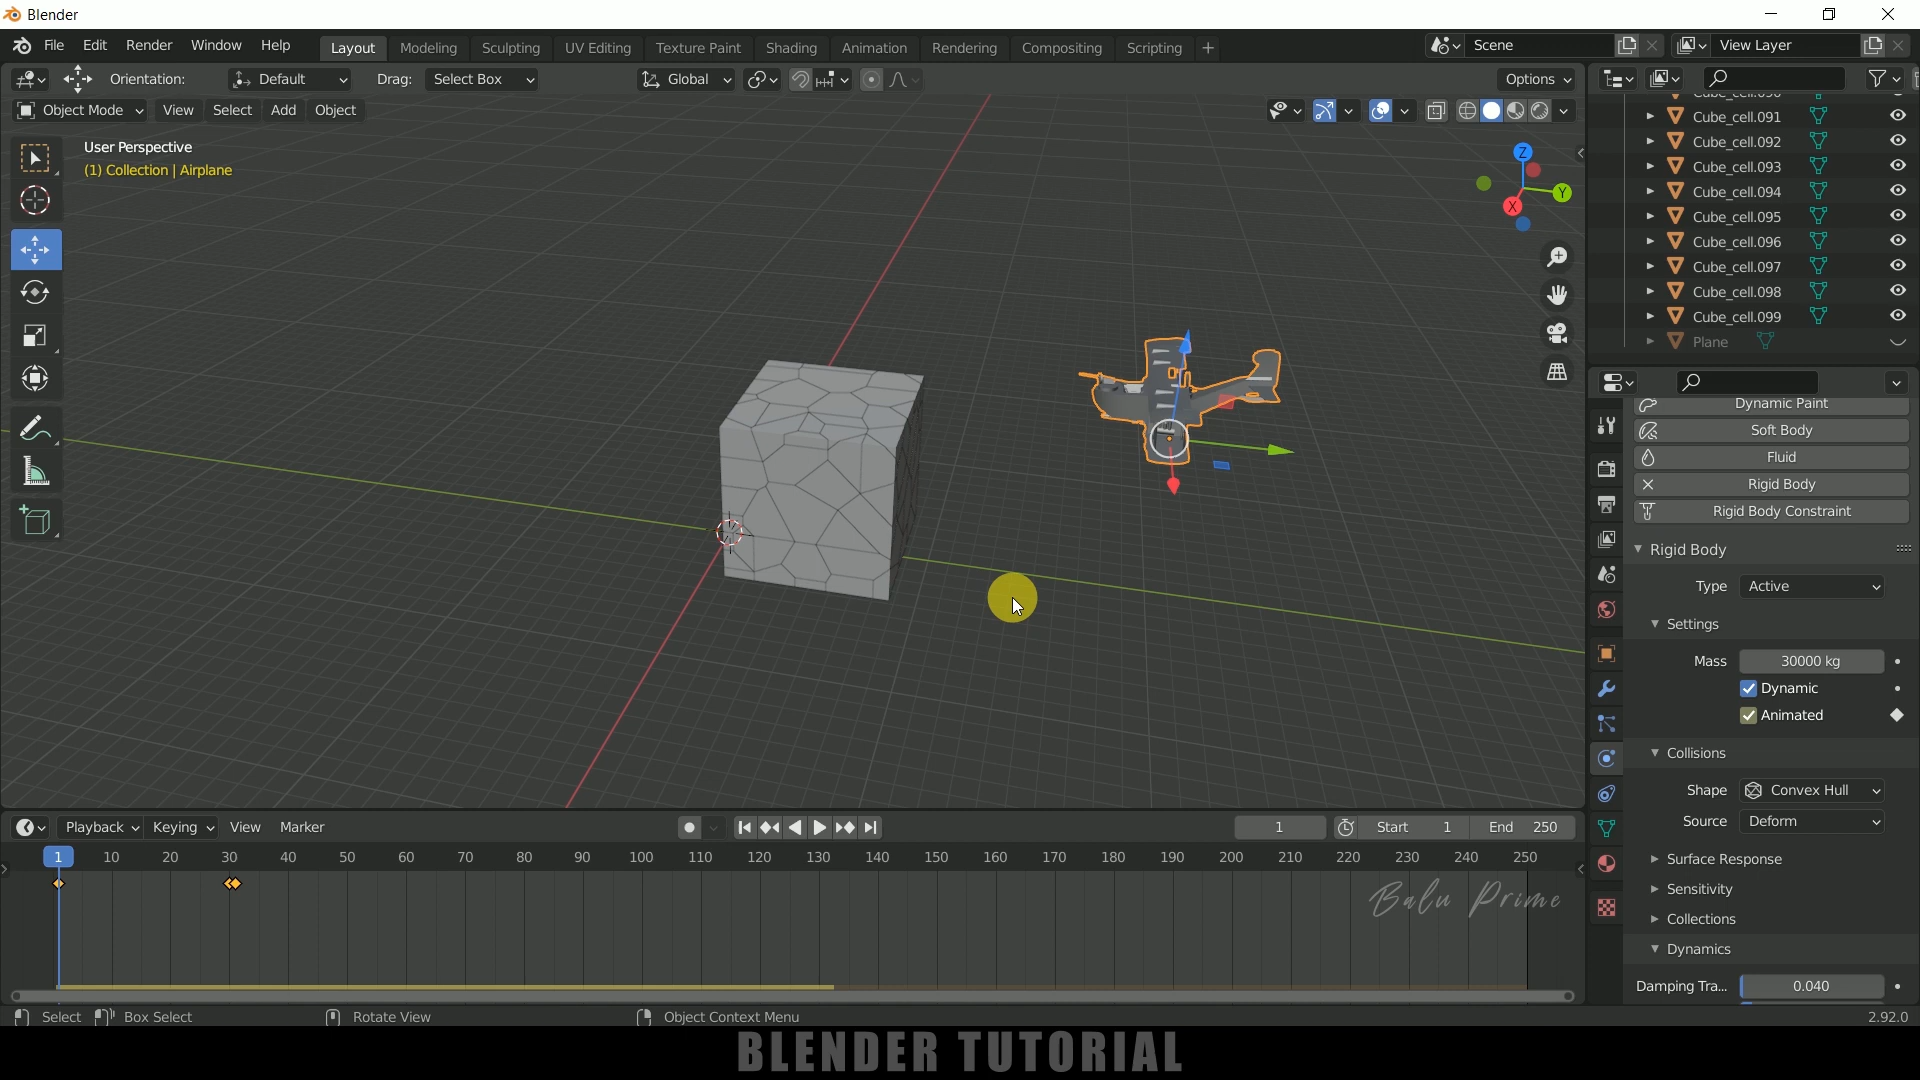 Blender
File Edit Render Window Help Layout Modeling Sculpting UV Editing Texture Paint Shading Animation Rendering Compositing Scripting + Scene View Layer
Orientation: Default Drag: Select Box Global Options
Object Mode View Select Add Object
User Perspective
(1) Collection | Airplane
Z
Y
X
Cube_cell.090
Cube_cell.091
Cube_cell.092
Cube_cell.093
Cube_cell.094
Cube_cell.095
Cube_cell.096
Cube_cell.097
Cube_cell.098
Cube_cell.099
Plane
Dynamic Paint
Soft Body
Fluid
Rigid Body
Rigid Body Constraint
Rigid Body
Type Active
Settings
Mass 30000 kg
Dynamic
Animated
Collisions
Shape Convex Hull
Source Deform
Surface Response
Sensitivity
Collections
Dynamics
Damping Tra... 0.040
Playback Keying View Marker 1 Start 1 End 250
1 10 20 30 40 50 60 70 80 90 100 110 120 130 140 150 160 170 180 190 200 210 220 230 240 250
Balu Prime
Select Box Select Rotate View Object Context Menu 2.92.0
BLENDER TUTORIAL